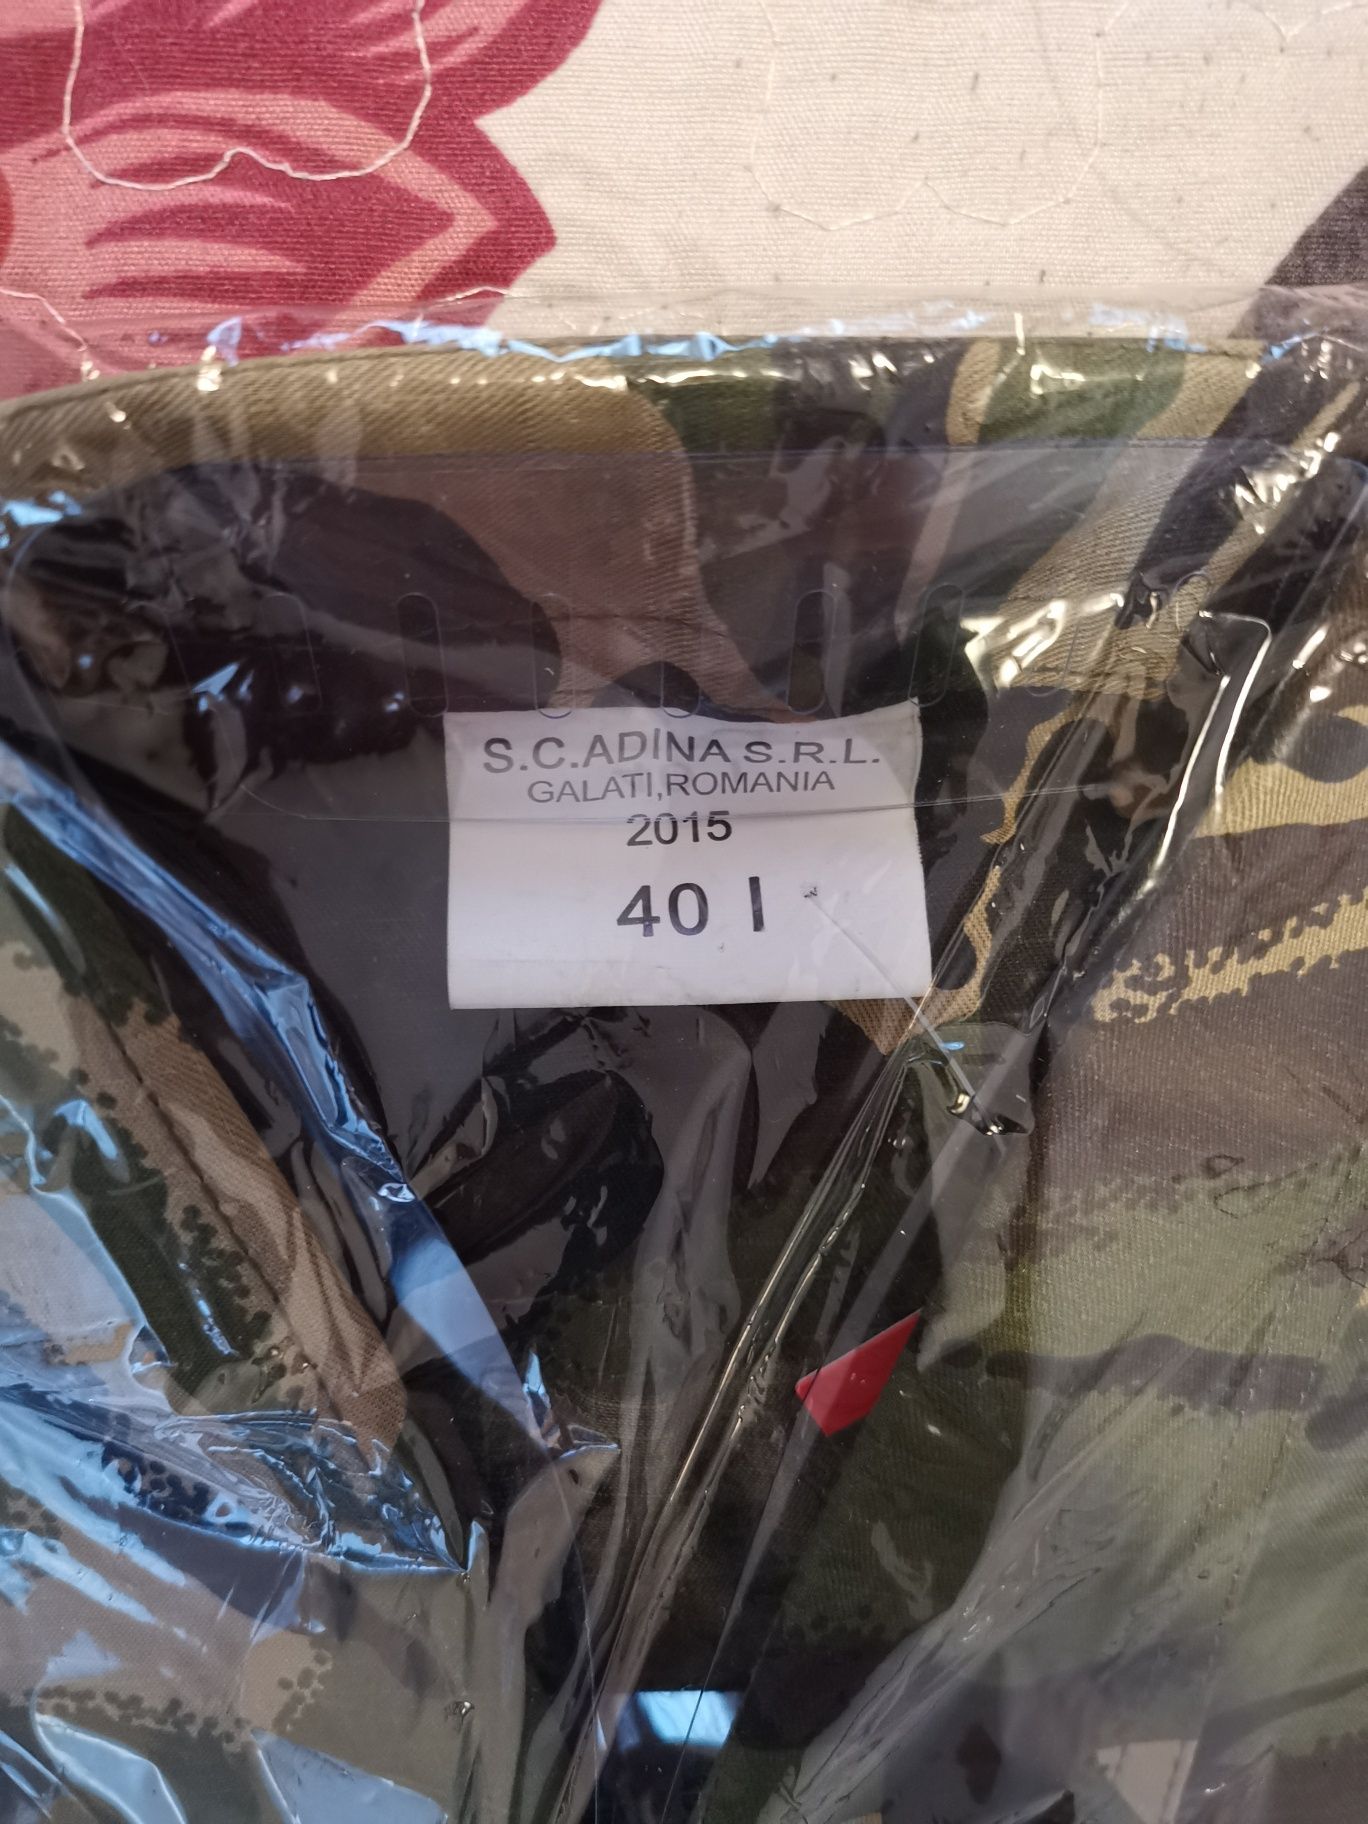 S.C.ADINA S.R.L.
GALATI,ROMANIA
2015
40 I